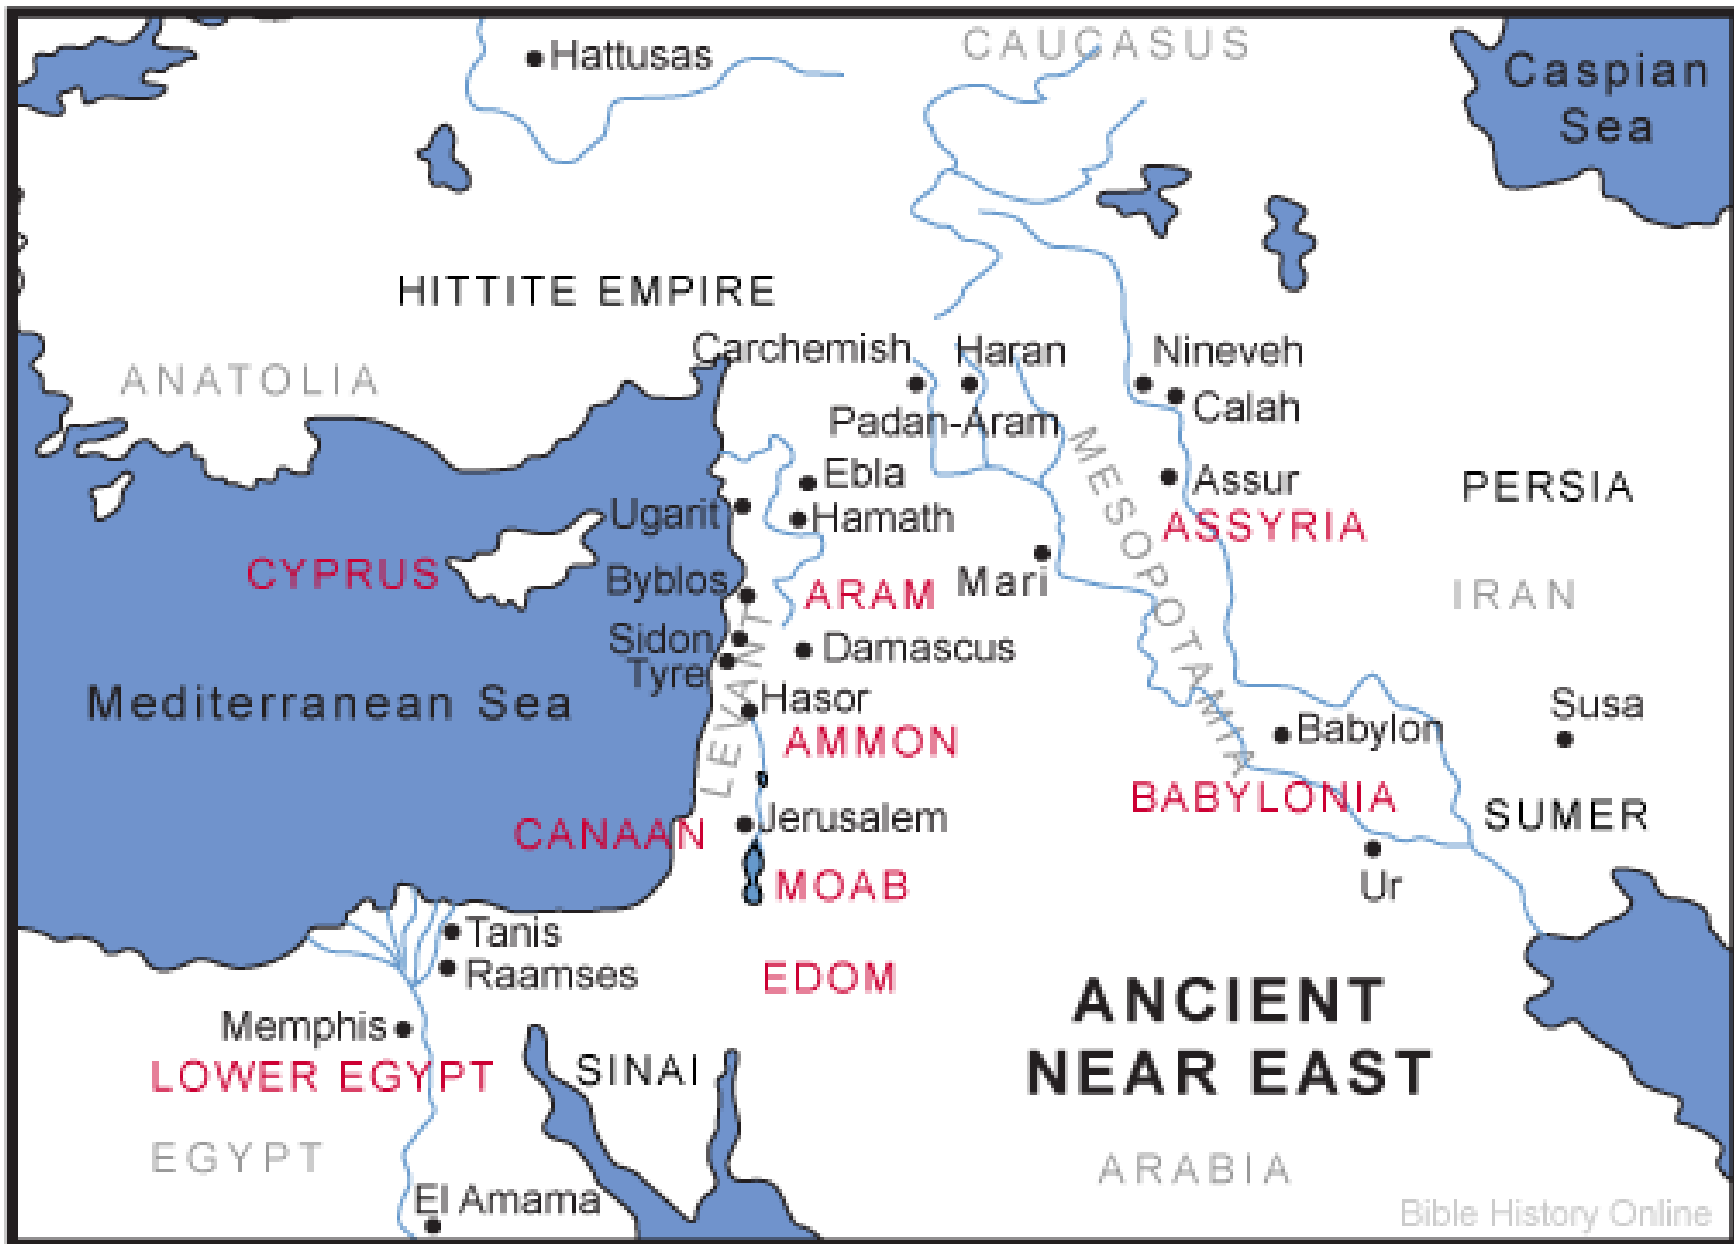 Hattusas
CAUCASUS
Caspian
Sea
HITTITE EMPIRE
ANATOLIA
Carchemish
Haran
Nineveh
Calah
Padan-Aram
MESOPOTAMIA
Ebla
Assur
PERSIA
Ugarit
Hamath
ASSYRIA
CYPRUS
Byblos
ARAM
Mari
IRAN
Sidon
Tyre
LEVANT
Damascus
Mediterranean Sea
Hasor
Susa
AMMON
Babylon
BABYLONIA
CANAAN
Jerusalem
SUMER
MOAB
Ur
Tanis
Raamses
EDOM
ANCIENT
NEAR EAST
Memphis
LOWER EGYPT
SINAI
EGYPT
ARABIA
El Amama
Bible History Online